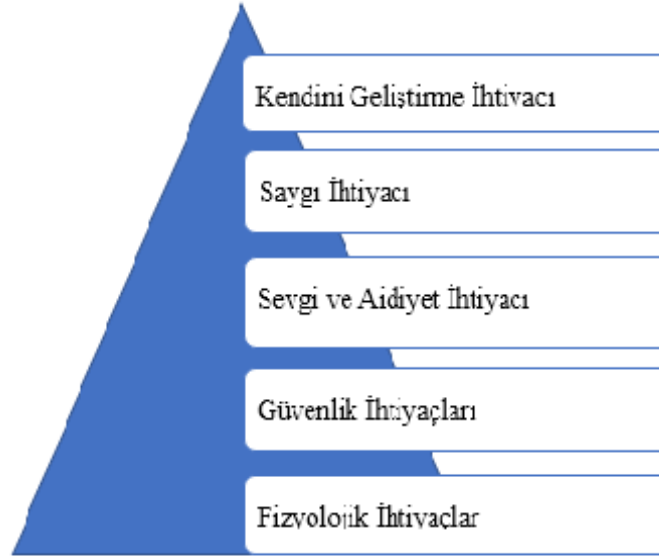 Kendini Geliştirme İhtiyacı
Saygı İhtiyacı
Sevgi ve Aidiyet İhtiyacı
Güvenlik İhtiyaçları
Fizyolojik İhtiyaçlar